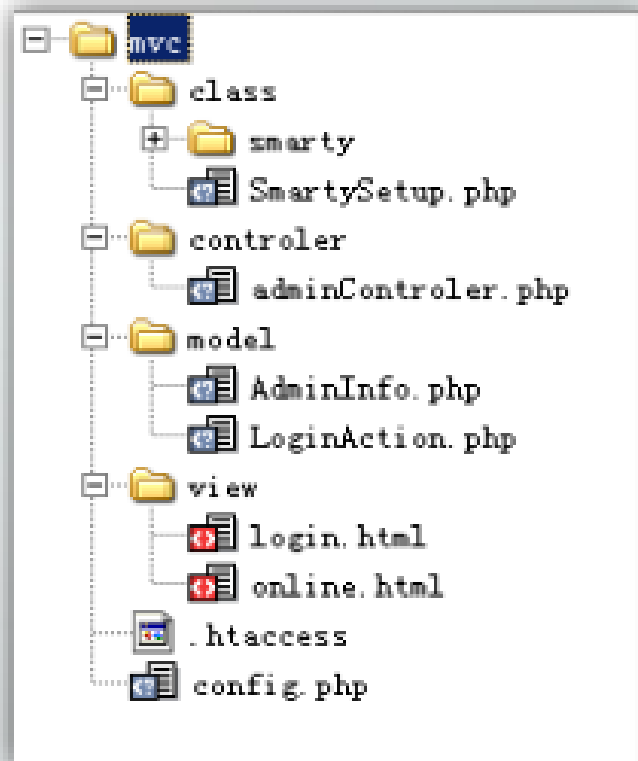 mvc
class
smarty
SmartySetup.php
controler
adminControler.php
model
AdminInfo.php
LoginAction.php
view
login.html
online.html
.htaccess
config.php